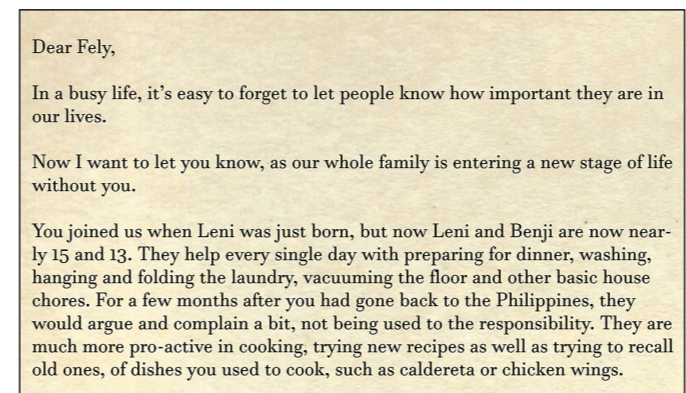 Dear Fely,
In a busy life, it's easy to forget to let people know how important they are in
our lives.
Now I want to let you know, as our whole family is entering a new stage of life
without you.
You joined us when Leni was just born, but now Leni and Benji are now near-
ly 15 and 13. They help every single day with preparing for dinner, washing,
hanging and folding the laundry, vacuuming the floor and other basic house
chores. For a few months after you had gone back to the Philippines, they
would argue and complain a bit, not being used to the responsibility. They are
much more pro-active in cooking, trying new recipes as well as trying to recall
old ones, of dishes you used to cook, such as caldereta or chicken wings.